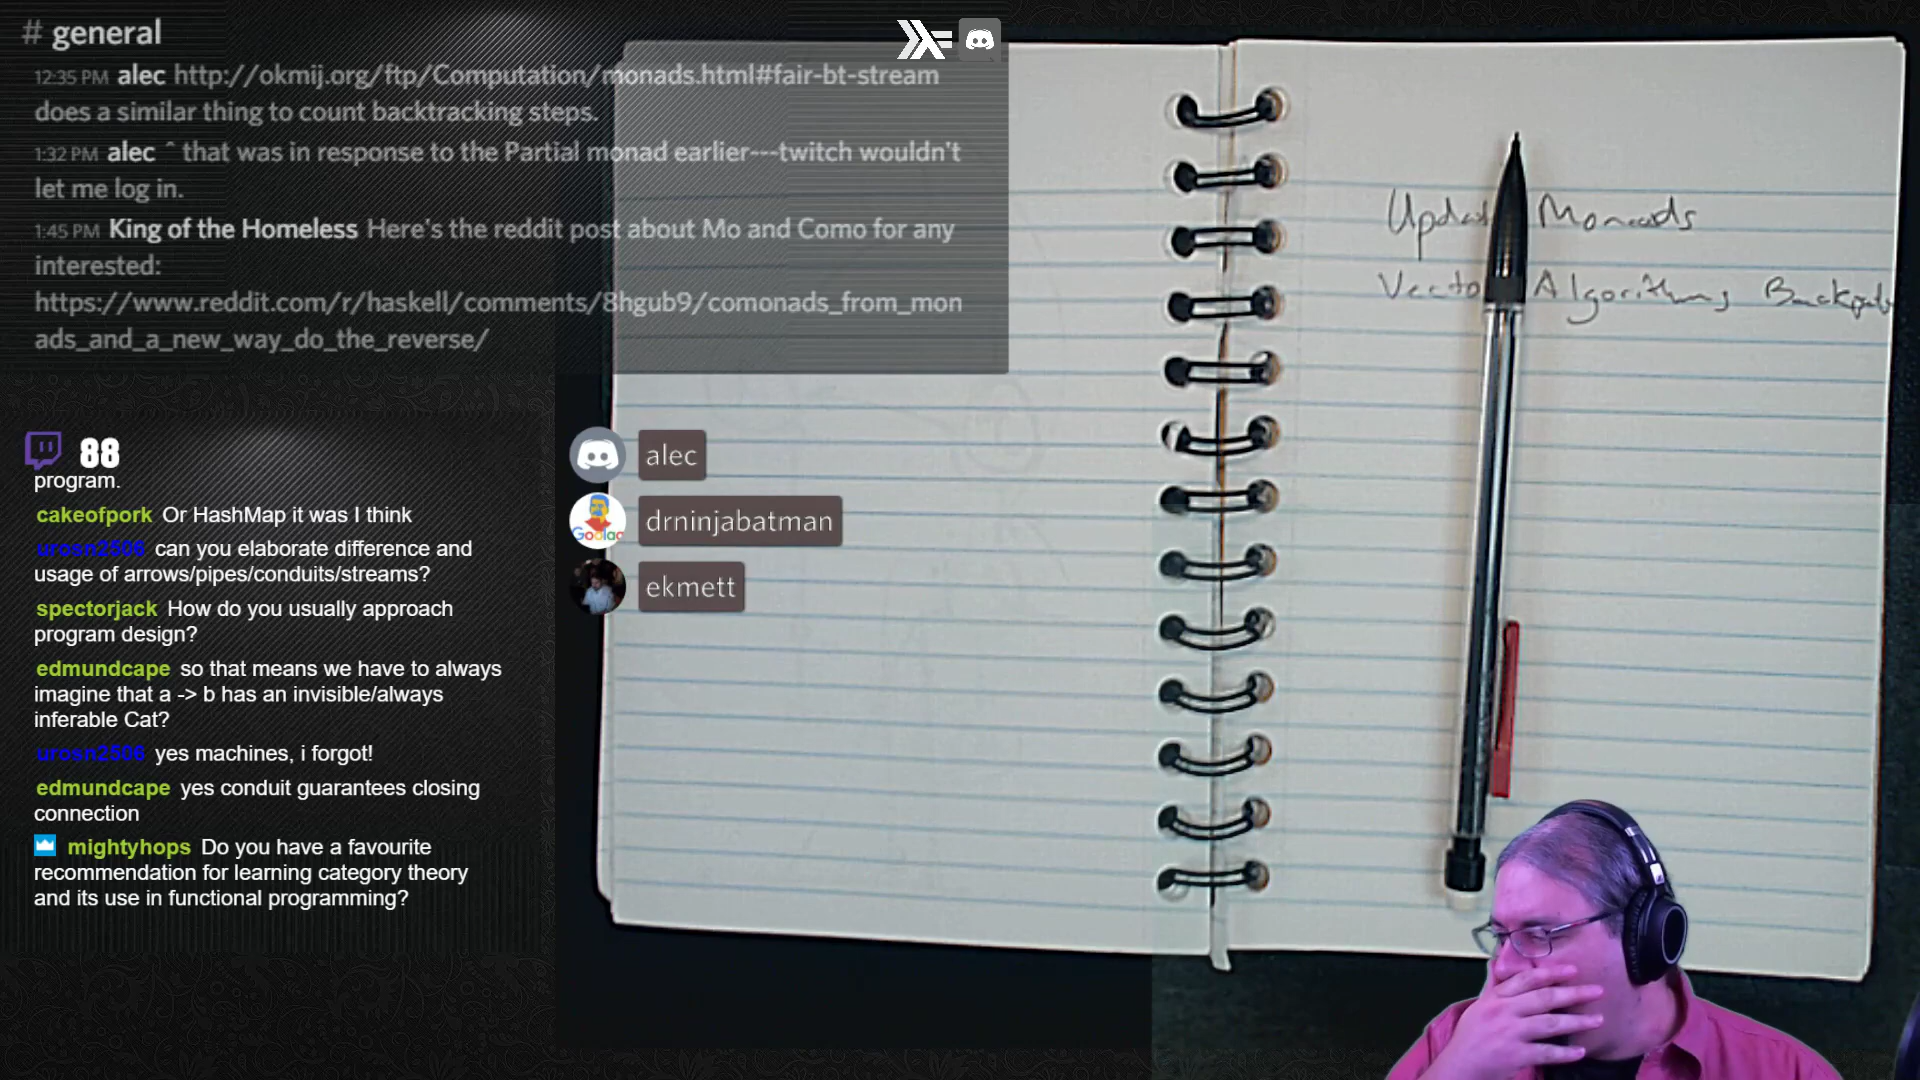 # general
12:35 PM alec http://okmij.org/ftp/Computation/monads.html#fair-bt-stream
does a similar thing to count backtracking steps.
1:32 PM alec ^ that was in response to the Partial monad earlier---twitch wouldn't
let me log in.
1:45 PM King of the Homeless Here's the reddit post about Mo and Como for any
interested:
https://www.reddit.com/r/haskell/comments/8hgub9/comonads_from_mon
ads_and_a_new_way_do_the_reverse/
88
program.
cakeofpork Or HashMap it was I think
urosn2506 can you elaborate difference and
usage of arrows/pipes/conduits/streams?
spectorjack How do you usually approach
program design?
edmundcape so that means we have to always
imagine that a -> b has an invisible/always
inferable Cat?
urosn2506 yes machines, i forgot!
edmundcape yes conduit guarantees closing
connection
mightyhops Do you have a favourite
recommendation for learning category theory
and its use in functional programming?
alec
drninjabatman
ekmett
Monads
Algorithms